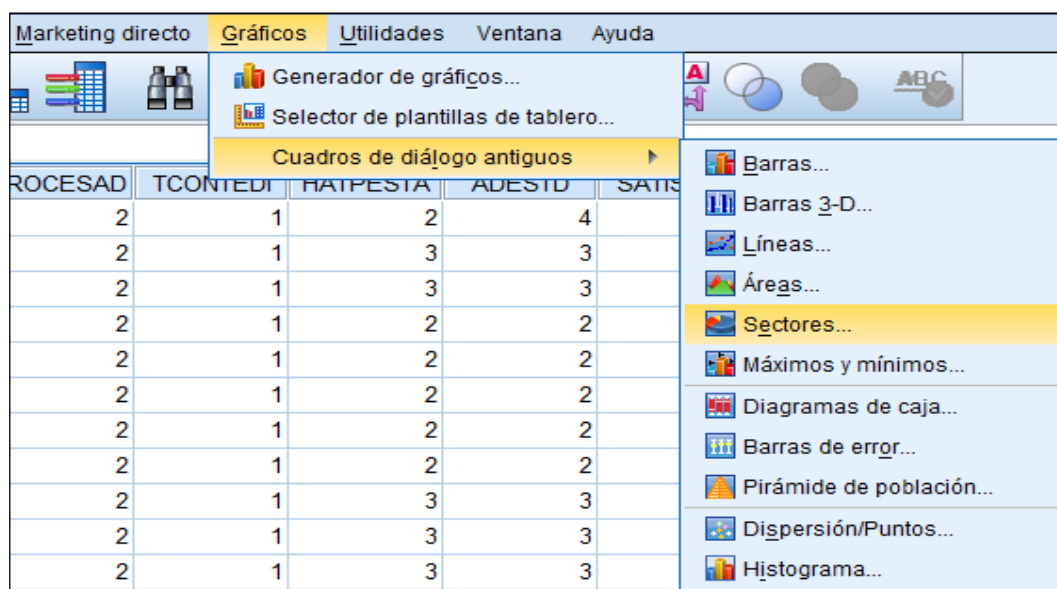 Marketing directo Gráficos Utilidades Ventana Ayuda
Generador de gráficos...
Selector de plantillas de tablero...
Cuadros de diálogo antiguos
Barras...
Barras 3-D...
Líneas...
Áreas...
Sectores...
Máximos y mínimos...
Diagramas de caja...
Barras de error...
Pirámide de población...
Dispersión/Puntos...
Histograma...
ROCESAD TCONTEDI HATPESTA ADESTD SATIS
2 1 2 4
2 1 3 3
2 1 3 3
2 1 2 2
2 1 2 2
2 1 2 2
2 1 2 2
2 1 2 2
2 1 3 3
2 1 3 3
2 1 3 3